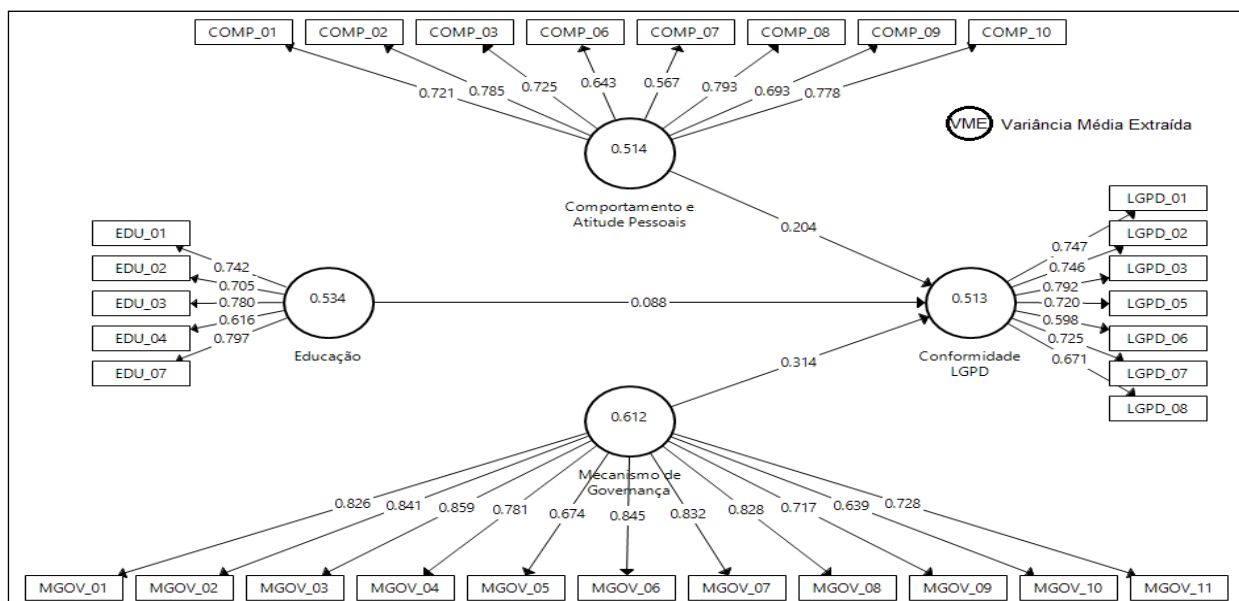 COMP_01 COMP_02 COMP_03 COMP_06 COMP_07 COMP_08 COMP_09 COMP_10
0.721 0.785 0.725 0.643 0.567 0.793 0.693 0.778
VME Variância Média Extraída
0.514
Comportamento e
Atitude Pessoais
EDU_01
EDU_02
EDU_03
EDU_04
EDU_07
0.742
0.705
0.780
0.616
0.797
0.534
Educação
0.204
0.088
0.314
0.513
Conformidade
LGPD
0.747
0.746
0.792
0.720
0.598
0.725
0.671
LGPD_01
LGPD_02
LGPD_03
LGPD_05
LGPD_06
LGPD_07
LGPD_08
0.612
Mecanismo de
Governança
0.826 0.841 0.859 0.781 0.674 0.845 0.832 0.828 0.717 0.639 0.728
MGOV_01 MGOV_02 MGOV_03 MGOV_04 MGOV_05 MGOV_06 MGOV_07 MGOV_08 MGOV_09 MGOV_10 MGOV_11